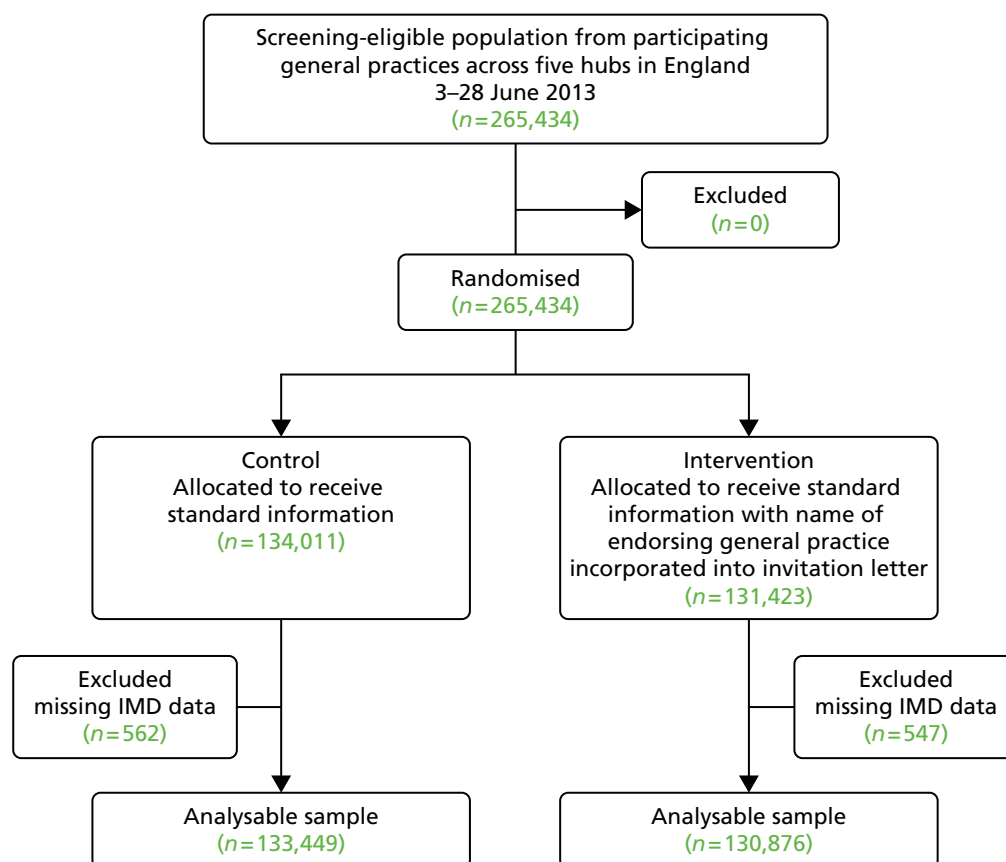 Screening-eligible population from participating
general practices across five hubs in England
3–28 June 2013
(n=265,434)
Excluded
(n=0)
Randomised
(n=265,434)
Control
Allocated to receive
standard information
(n=134,011)
Intervention
Allocated to receive standard
information with name of
endorsing general practice
incorporated into invitation letter
(n=131,423)
Excluded
missing IMD data
(n=562)
Excluded
missing IMD data
(n=547)
Analysable sample
(n=133,449)
Analysable sample
(n=130,876)